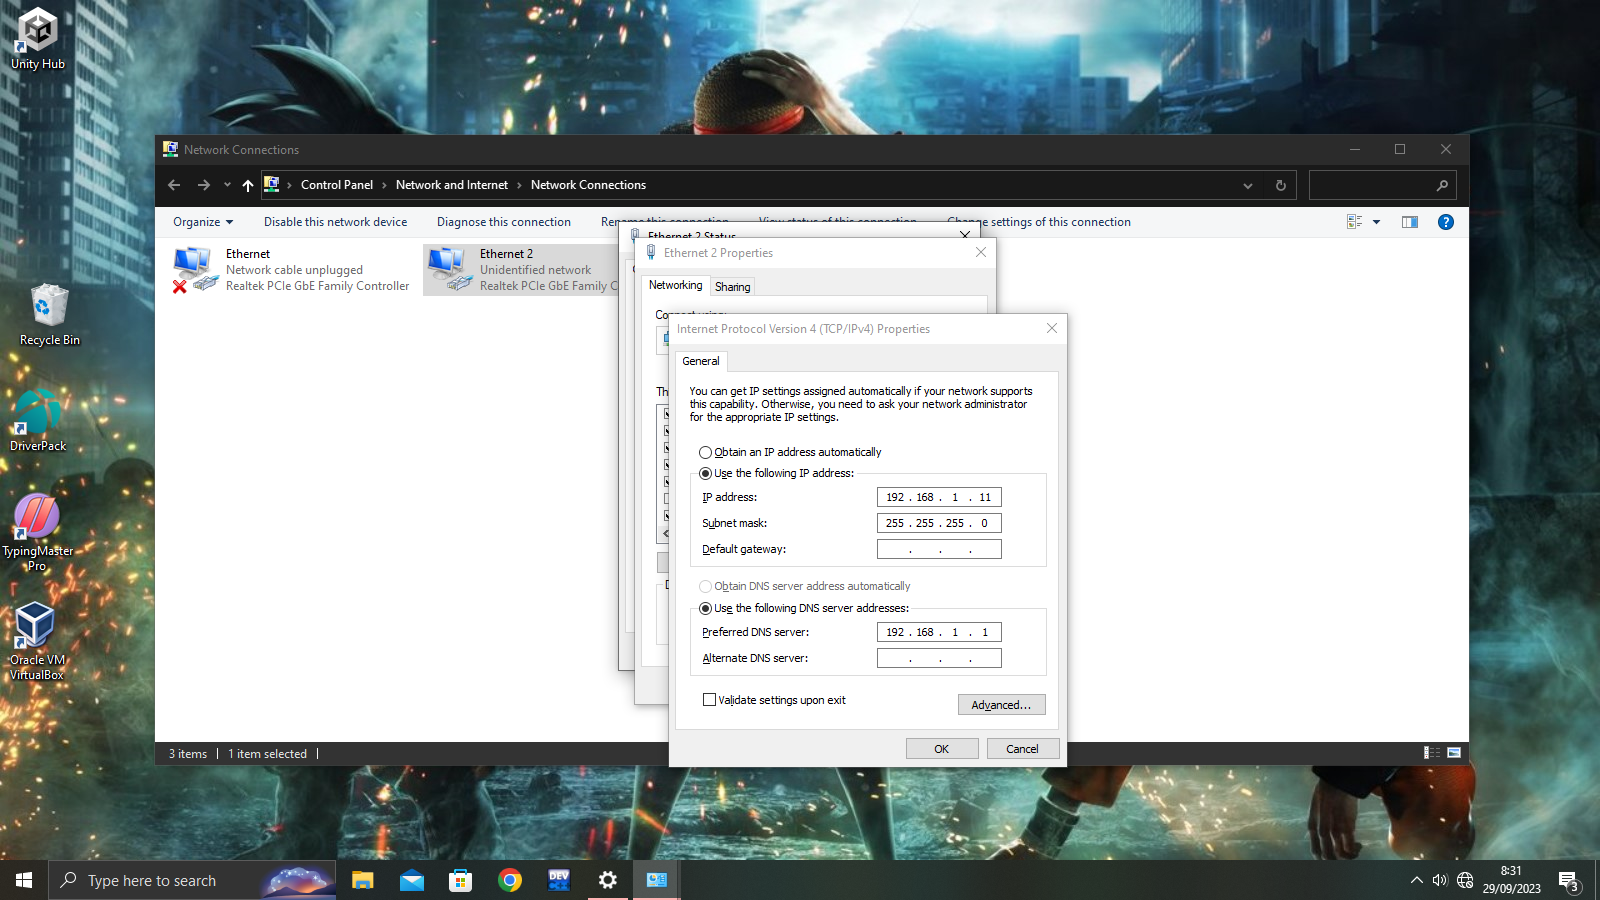 Unity Hub
Recycle Bin
DriverPack
TypingMaster
Pro
Oracle VM
VirtualBox
Network Connections
Control Panel
Network and Internet
Network Connections
Organize
Disable this network device
Diagnose this connection
Rename this connection
View status of this connection
Change settings of this connection
Ethernet
Network cable unplugged
Realtek PCIe GbE Family Controller
Ethernet 2
Unidentified network
Realtek PCIe GbE Family C
3 items
1 item selected
Ethernet 2 Status
Ethernet 2 Properties
Networking
Sharing
Connect using:
Th
Internet Protocol Version 4 (TCP/IPv4) Properties
General
You can get IP settings assigned automatically if your network supports
this capability. Otherwise, you need to ask your network administrator
for the appropriate IP settings.
Obtain an IP address automatically
Use the following IP address:
IP address:
192 . 168 . 1 . 11
Subnet mask:
255 . 255 . 255 . 0
Default gateway:
. . .
Obtain DNS server address automatically
Use the following DNS server addresses:
Preferred DNS server:
192 . 168 . 1 . 1
Alternate DNS server:
. . .
Validate settings upon exit
Advanced...
OK
Cancel
Type here to search
DEV
8:31
29/09/2023
3